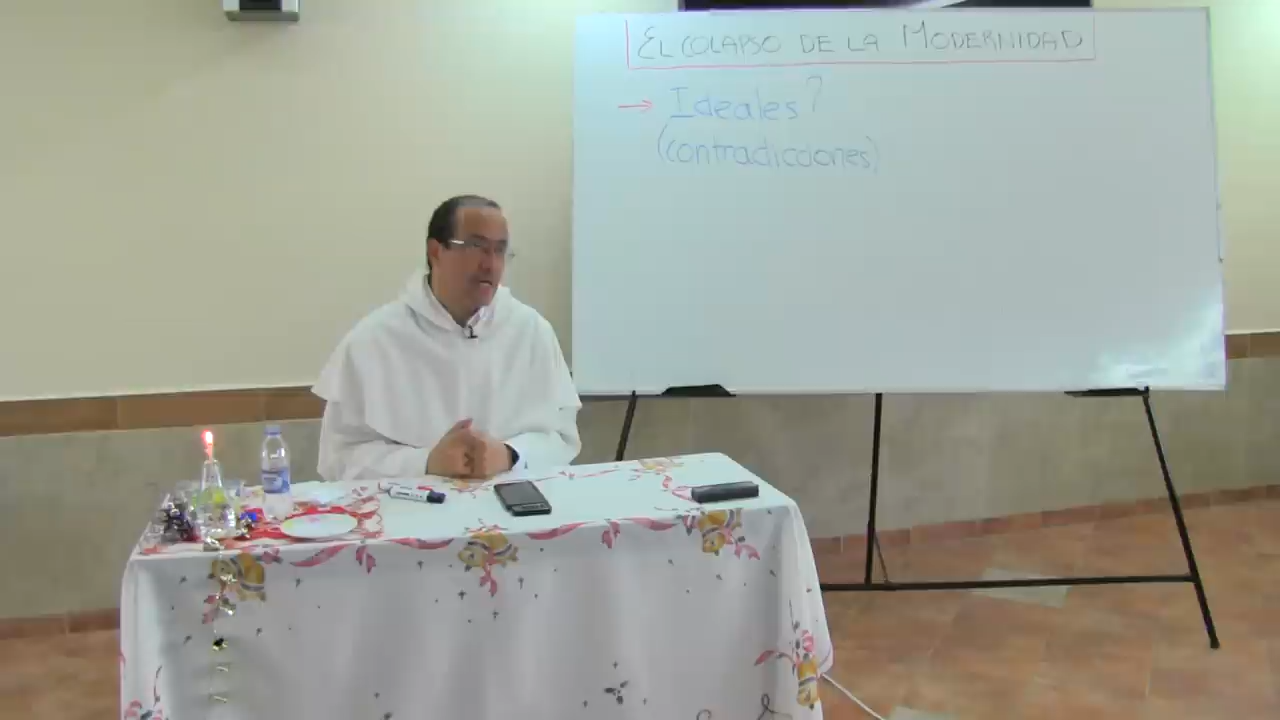 EL COLAPSO DE LA MODERNIDAD
→ Ideales?
(contradicciones)